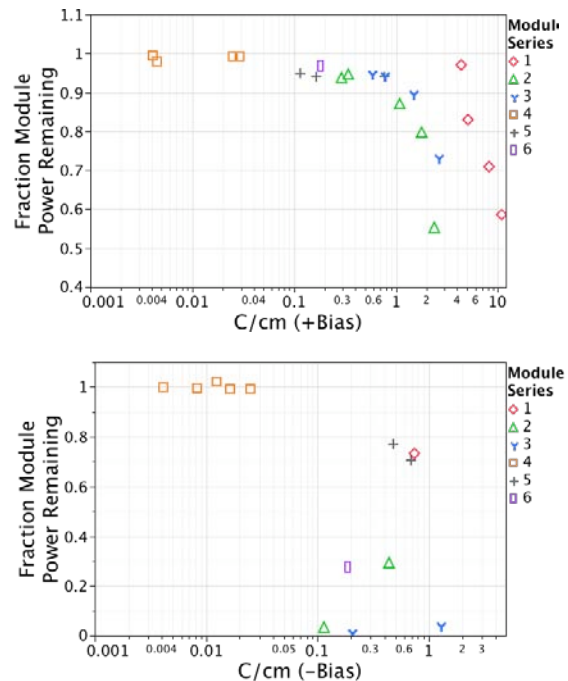 1.1
1
0.9
0.8
0.7
0.6
0.5
0.4
Fraction Module
Power Remaining
0.001 0.004 0.01 0.04 0.1 0.3 0.6 1 2 4 6 10
C/cm (+Bias)
Modul
Series
1
2
3
4
5
6
1
0.8
0.6
0.4
0.2
0
Fraction Module
Power Remaining
0.001 0.004 0.01 0.05 0.1 0.3 0.6 1 2 3
C/cm (−Bias)
Module
Series
1
2
3
4
5
6